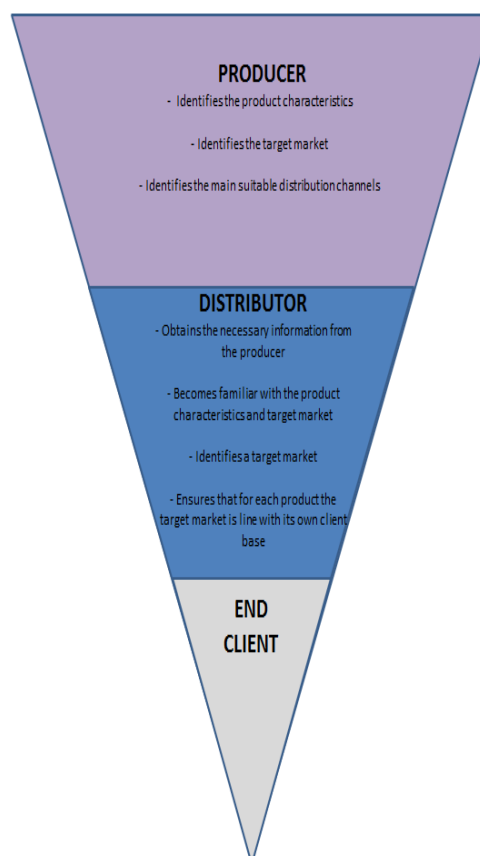 PRODUCER
- Identifies the product characteristics
- Identifies the target market
- Identifies the main suitable distribution channels
DISTRIBUTOR
- Obtains the necessary information from
the producer
- Becomes familiar with the product
characteristics and target market
- Identifies a target market
- Ensures that for each product the
target market is line with its own client
base
END
CLIENT